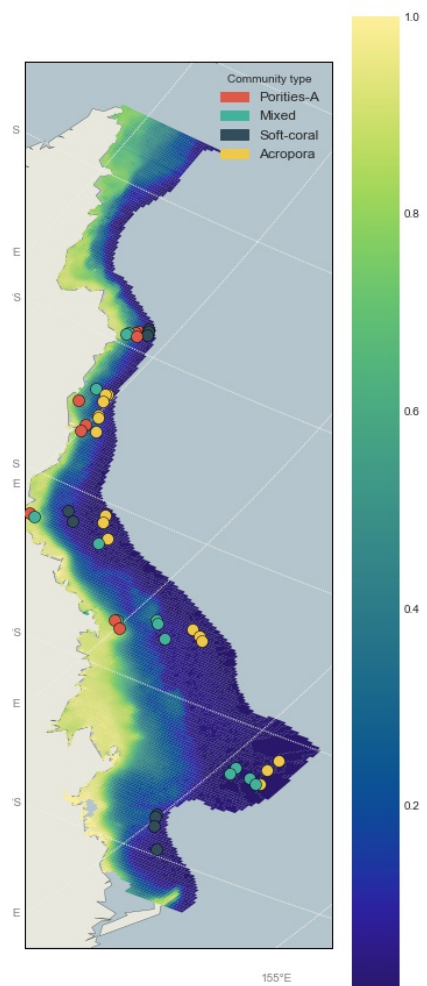 1.0
Community type
Porities-A
Mixed
Soft-coral
Acropora
S
0.8
E
'S
0.6
S
E
0.4
'S
E
'S
0.2
E
155°E